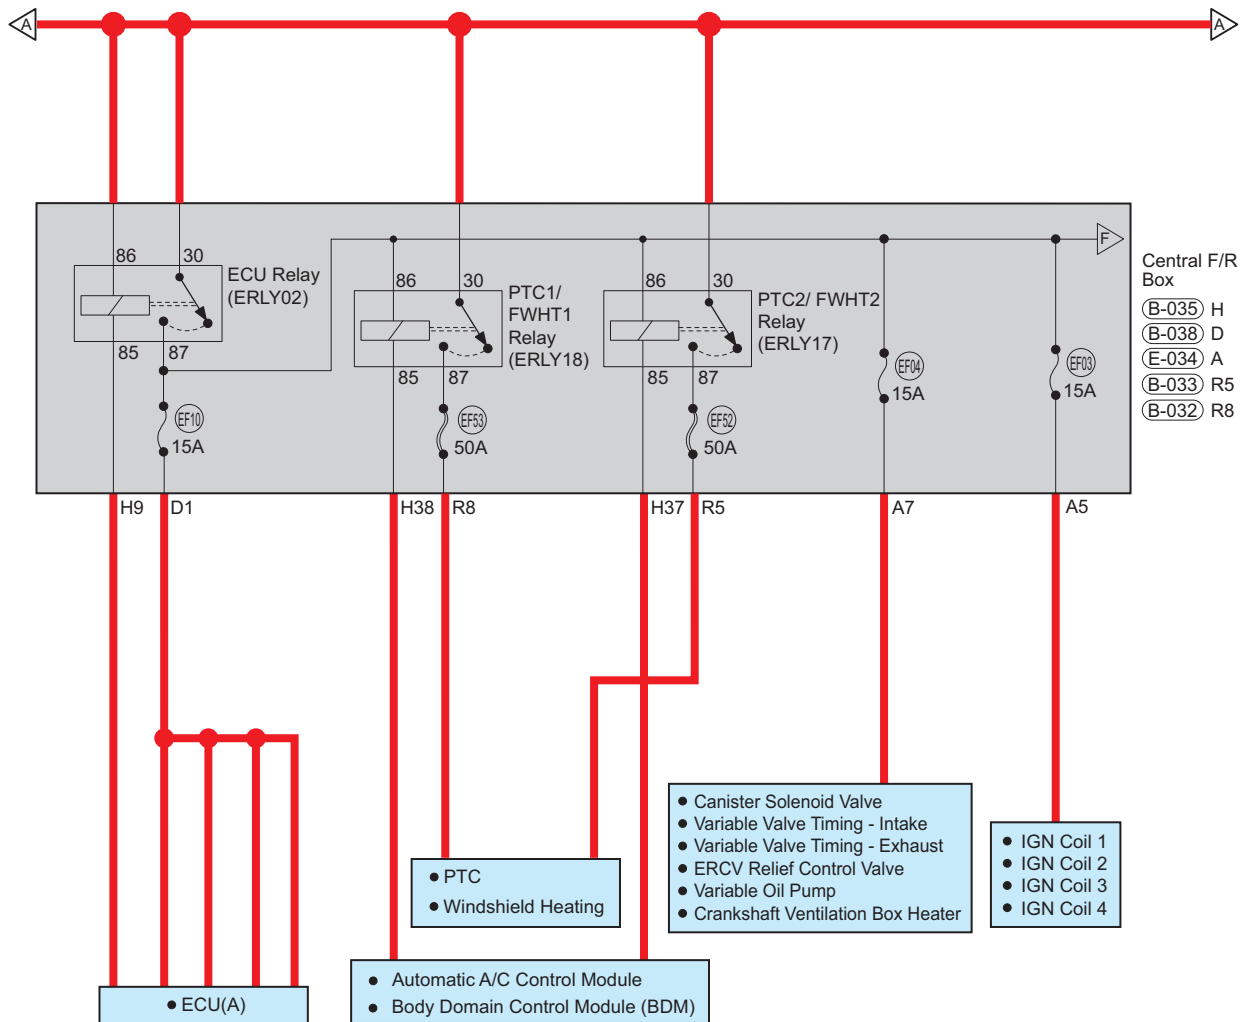 A
A
86
30
ECU Relay
(ERLY02)
85
87
EF10
15A
86
30
PTC1/
FWHT1
Relay
(ERLY18)
85
87
EF53
50A
86
30
PTC2/ FWHT2
Relay
(ERLY17)
85
87
EF52
50A
EF04
15A
EF03
15A
F
Central F/R
Box
B-035 H
B-038 D
E-034 A
B-033 R5
B-032 R8
H9
D1
H38
R8
H37
R5
A7
A5
• Canister Solenoid Valve
• Variable Valve Timing - Intake
• Variable Valve Timing - Exhaust
• ERCV Relief Control Valve
• Variable Oil Pump
• Crankshaft Ventilation Box Heater
• IGN Coil 1
• IGN Coil 2
• IGN Coil 3
• IGN Coil 4
• PTC
• Windshield Heating
• Automatic A/C Control Module
• Body Domain Control Module (BDM)
• ECU(A)